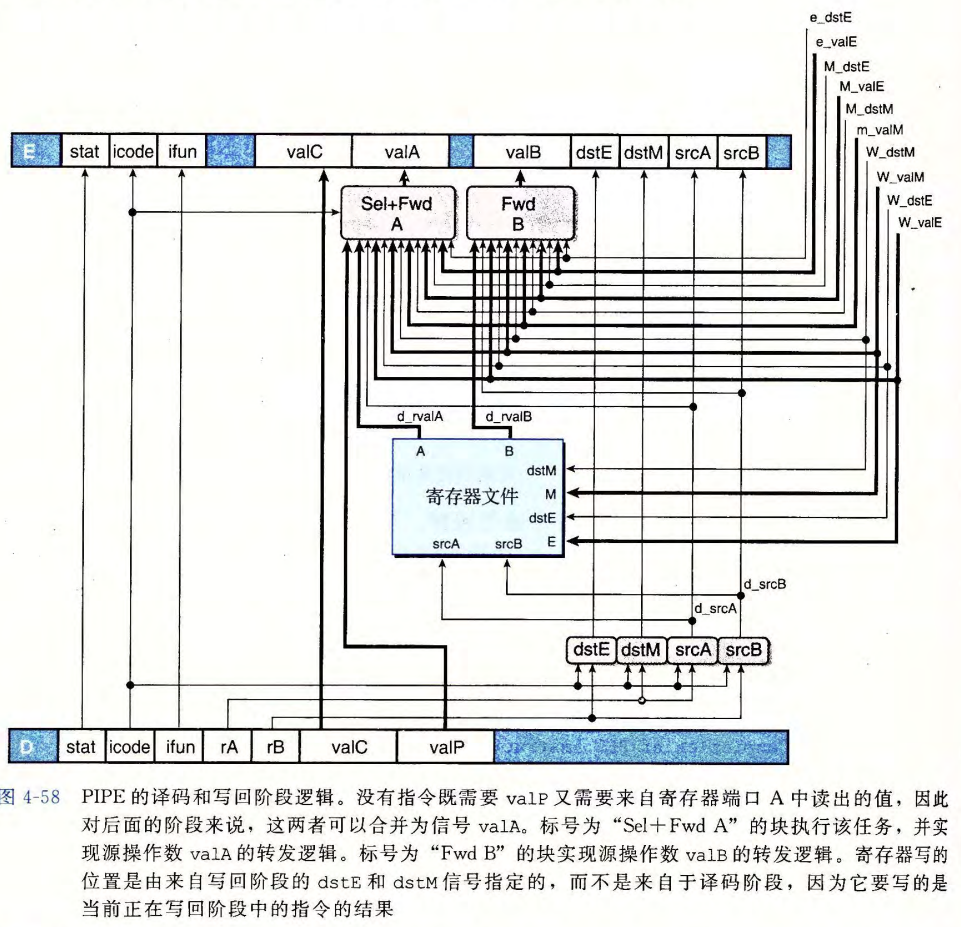 e_dstE
e_valE
M_dstE
M_valE
M_dstM
m_valM
W_dstM
W_valM
W_dstE
W_valE
E stat icode ifun valC valA valB dstE dstM srcA srcB
Sel+Fwd
A
Fwd
B
d_rvalA d_rvalB
A B
dstM
寄存器文件 M
dstE
srcA srcB E
d_srcB
d_srcA
dstE dstM srcA srcB
D stat icode ifun rA rB valC valP
图 4-58 PIPE 的译码和写回阶段逻辑。没有指令既需要 valP 又需要来自寄存器端口 A 中读出的值，因此
对后面的阶段来说，这两者可以合并为信号 valA。标号为“Sel+Fwd A”的块执行该任务，并实
现源操作数 valA 的转发逻辑。标号为“Fwd B”的块实现源操作数 valB 的转发逻辑。寄存器写的
位置是由来自写回阶段的 dstE 和 dstM 信号指定的，而不是来自于译码阶段，因为它要写的是
当前正在写回阶段中的指令的结果